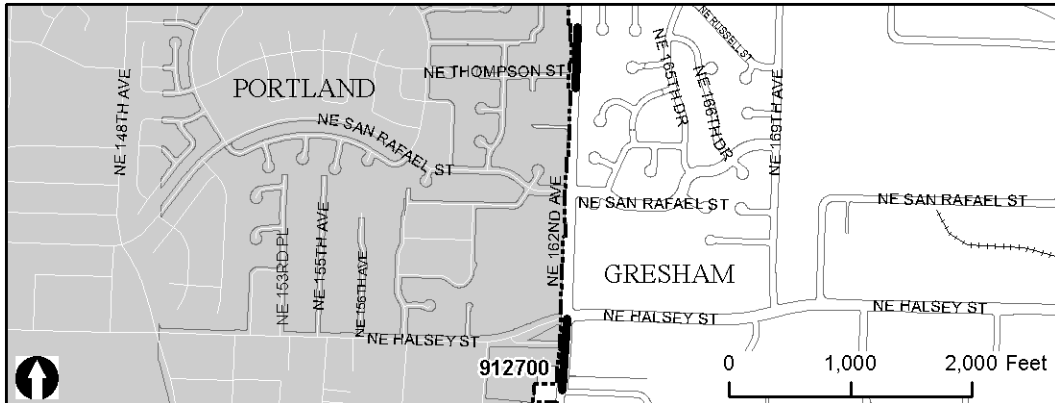 NE RUSSELL ST
NE THOMPSON ST
NE 165TH DR
NE 166TH DR
PORTLAND
NE 148TH AVE
NE SAN RAFAEL ST
NE 169TH AVE
NE SAN RAFAEL ST
NE SAN RAFAEL ST
NE 162ND AVE
NE 153RD PL
NE 155TH AVE
NE 156TH AVE
GRESHAM
NE HALSEY ST
NE HALSEY ST
NE HALSEY ST
912700
0 1,000 2,000 Feet